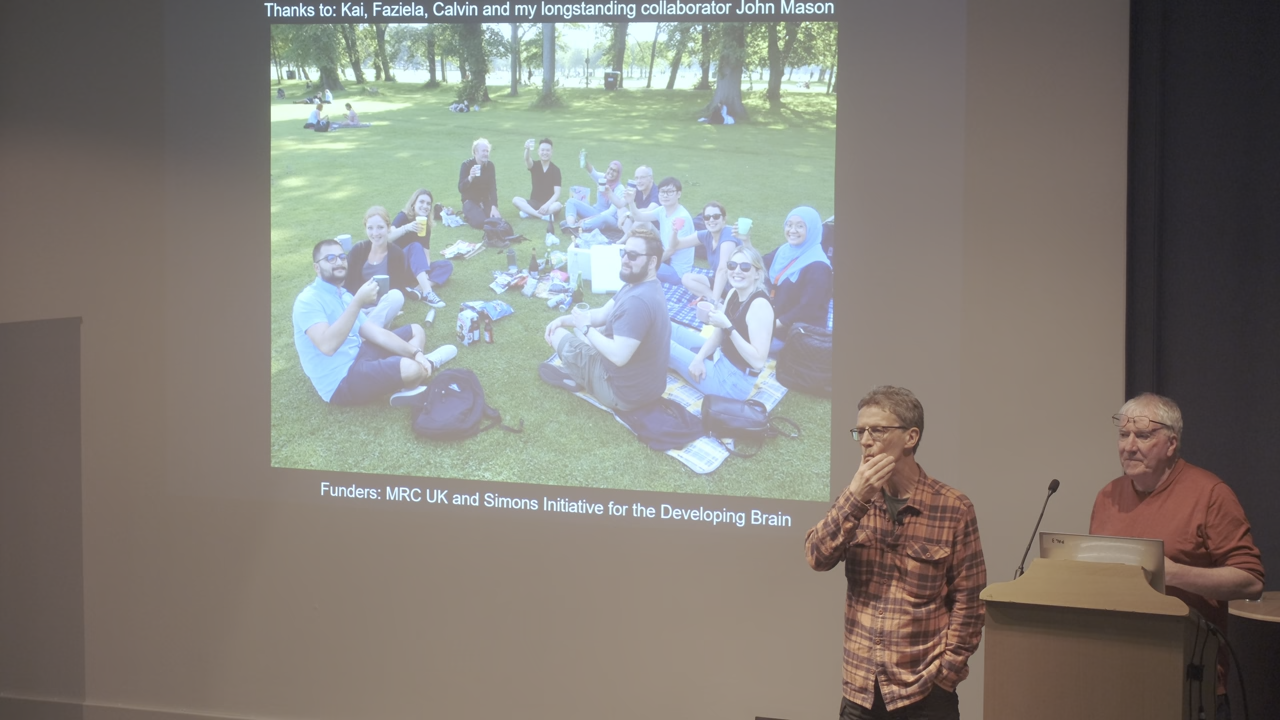 Thanks to: Kai, Faziela, Calvin and my longstanding collaborator John Mason
Funders: MRC UK and Simons Initiative for the Developing Brain